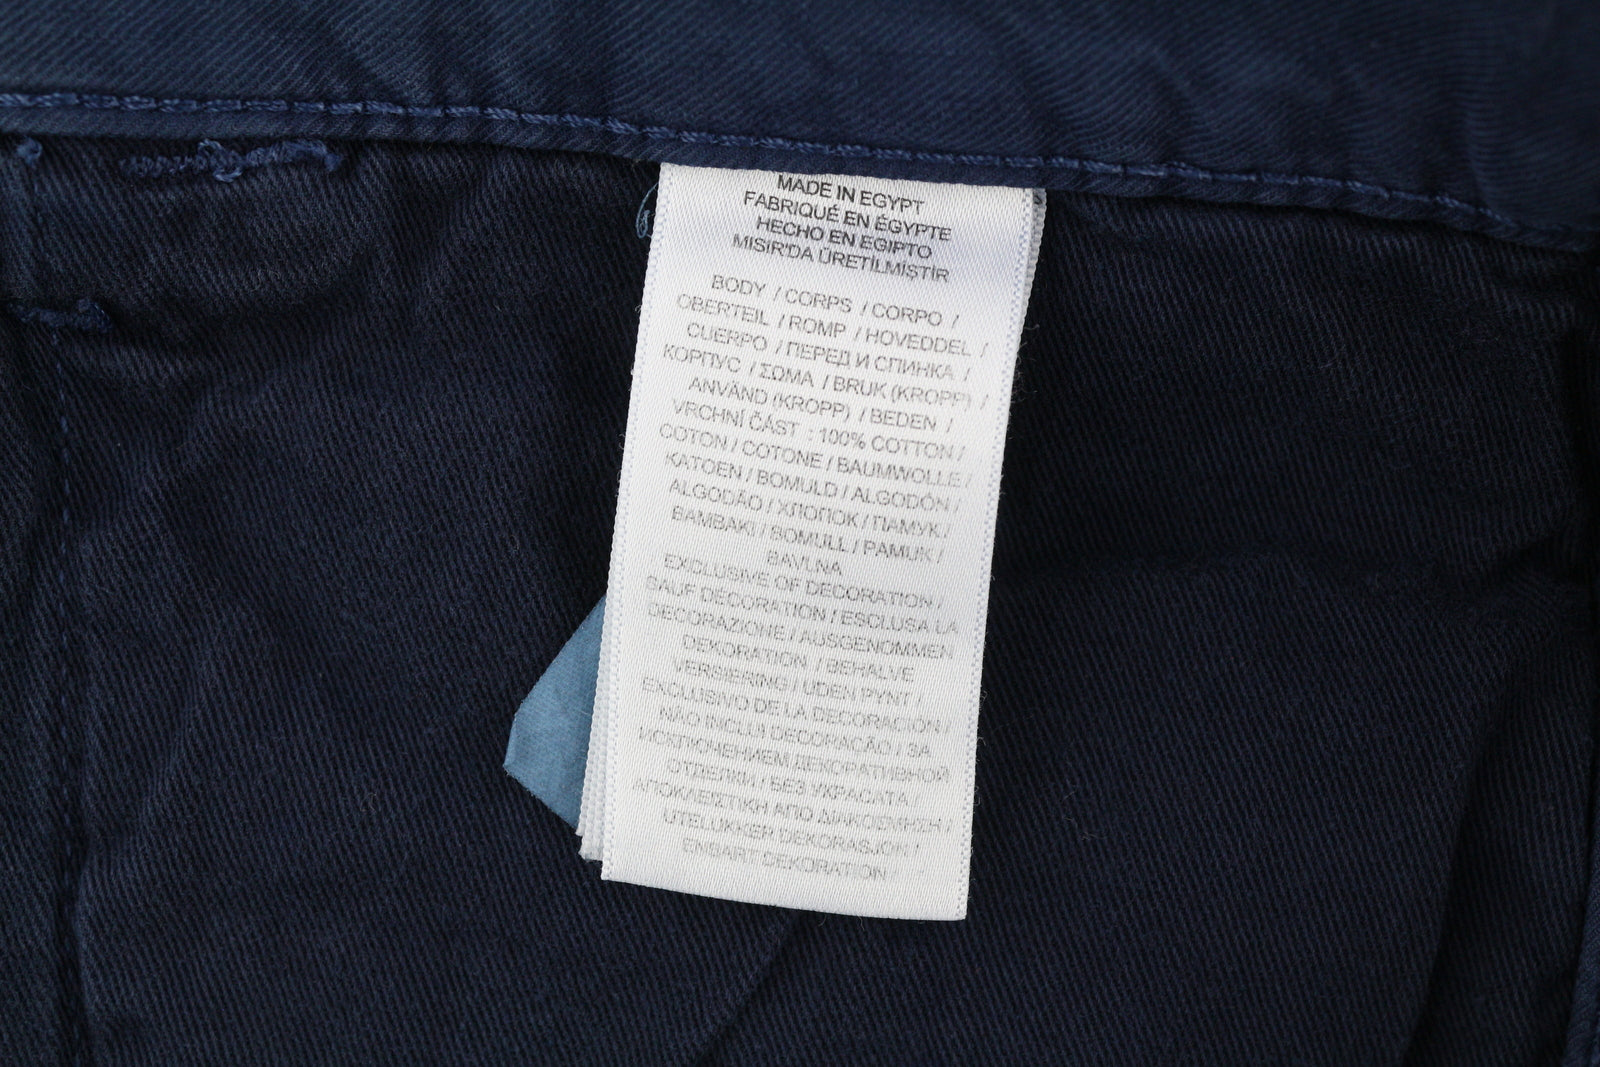 MADE IN EGYPT
FABRIQUÉ EN ÉGYPTE
HECHO EN EGIPTO
MISIR'DA ÜRETİLMİSTİR
BODY / CORPS / CORPO /
OBERTEIL / ROMP / HOVEDDEL /
CUERPO / ПЕРЕД И СПИНКА /
КОРПУС / ΣΩΜΑ / BRUK (KROPP) /
ANVÄND (KROPP) / BEDEN /
VRCHNÍ ČÁST : 100% COTTON /
COTON / COTONE / BAUMWOLLE /
KATOEN / BOMULD / ALGODÓN /
ALGODÃO / ХЛОПОК / ПАМУК /
BAMBAKI / BOMULL / PAMUK /
BAVLNA
EXCLUSIVE OF DECORATION /
SAUF DÉCORATION / ESCLUSA LA
DECORAZIONE / AUSGENOMMEN
DEKORATION / BEHALVE
VERSIERING / UDEN PYNT /
EXCLUSIVO DE LA DECORACIÓN /
NÃO INCLUI DECORAÇÃO / ЗА
ИСКЛЮЧЕНИЕМ ДЕКОРАТИВНОЙ
ОТДЕЛКИ / БЕЗ УКРАСАТА /
ΑΠΟΚΛΕΙΣΤΙΚΗ ΑΠΟ ΔΙΑΚΟΣΜΗΣΗ /
UTELUKKER DEKORASJON /
ENBART DEKORATION /